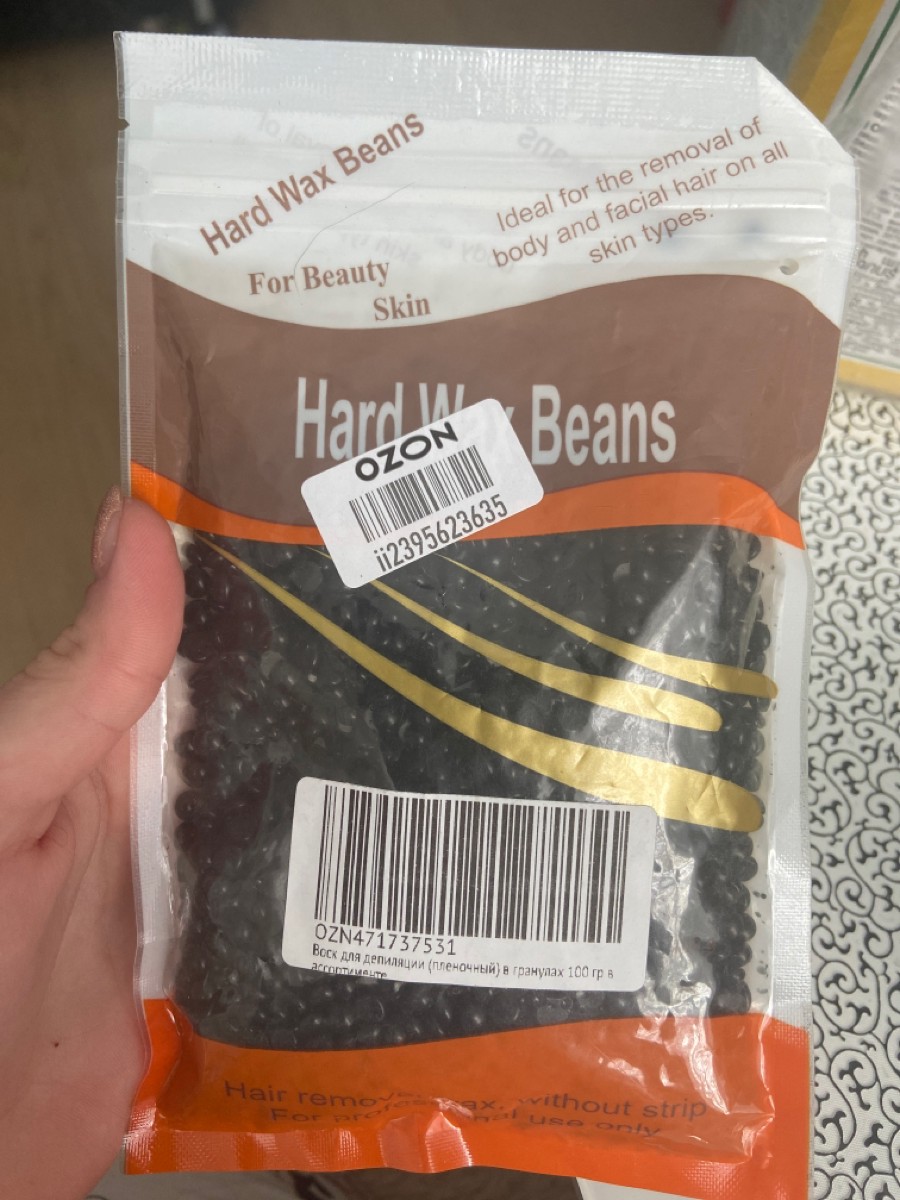 Hard Wax Beans
Ideal for the removal of
body and facial hair on all
skin types.
For Beauty
Skin
Hard Beans
OZON
ii2395623635
OZN471737531
Воск для депиляции (пленочный) в гранулах 100 гр в
ассортименте
Hair without strip
For use only